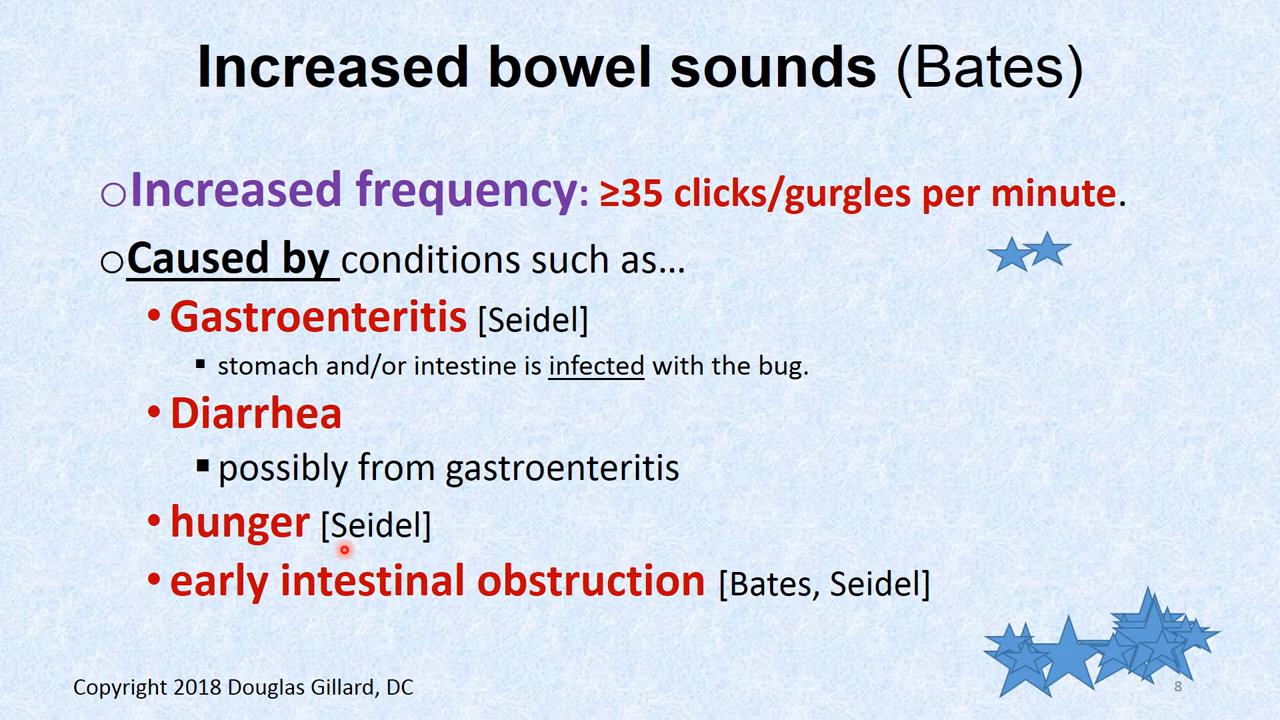 Increased bowel sounds (Bates)
Increased frequency: ≥35 clicks/gurgles per minute.
Caused by conditions such as…
• Gastroenteritis [Seidel]
▪ stomach and/or intestine is infected with the bug.
• Diarrhea
▪ possibly from gastroenteritis
• hunger [Seidel]
• early intestinal obstruction [Bates, Seidel]
Copyright 2018 Douglas Gillard, DC
8